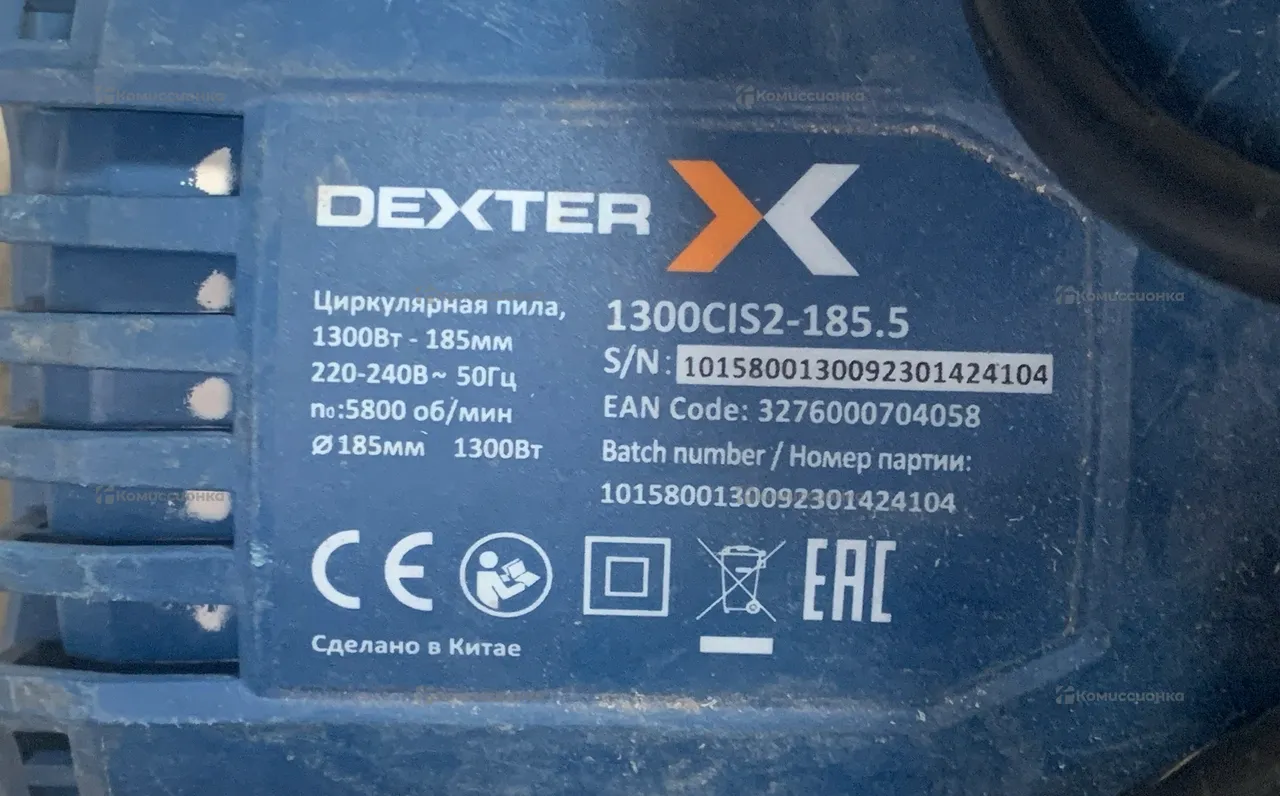 DEXTER
Циркулярная пила,
1300Вт - 185мм
220-240В~ 50Гц
n₀:5800 об/мин
Ø185мм 1300Вт
1300CIS2-185.5
S/N: 1015800130092301424104
EAN Code: 3276000704058
Batch number / Номер партии:
1015800130092301424104
CE
EAC
Сделано в Китае
Комиссионка
Комиссионка
Комиссионка
Комиссионка
Комиссионка